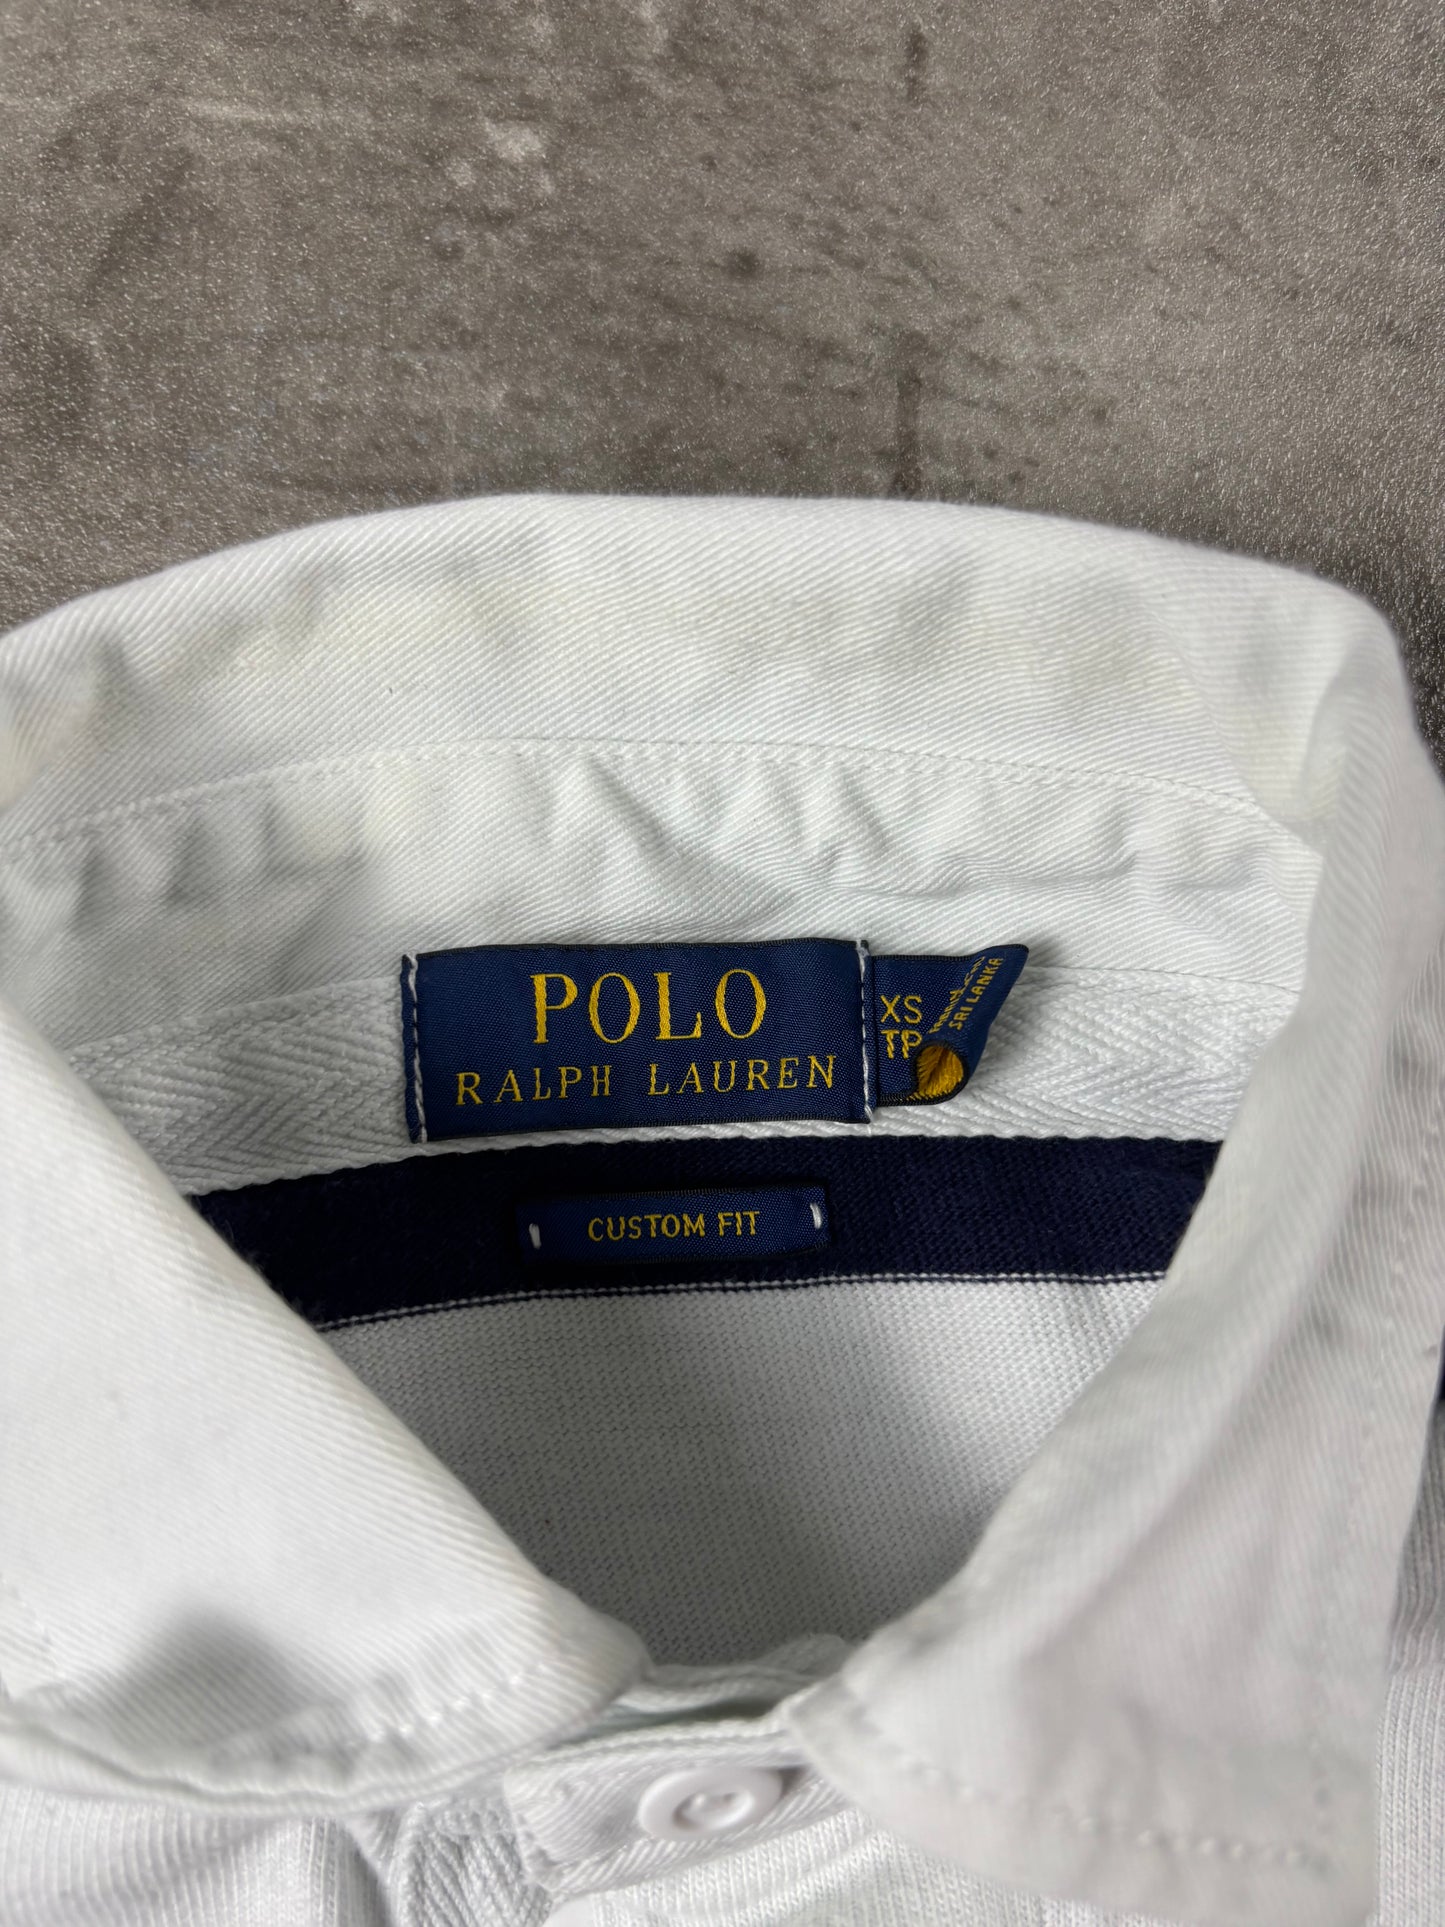 POLO
RALPH LAUREN
XS
TP
SRI LANKA
CUSTOM FIT